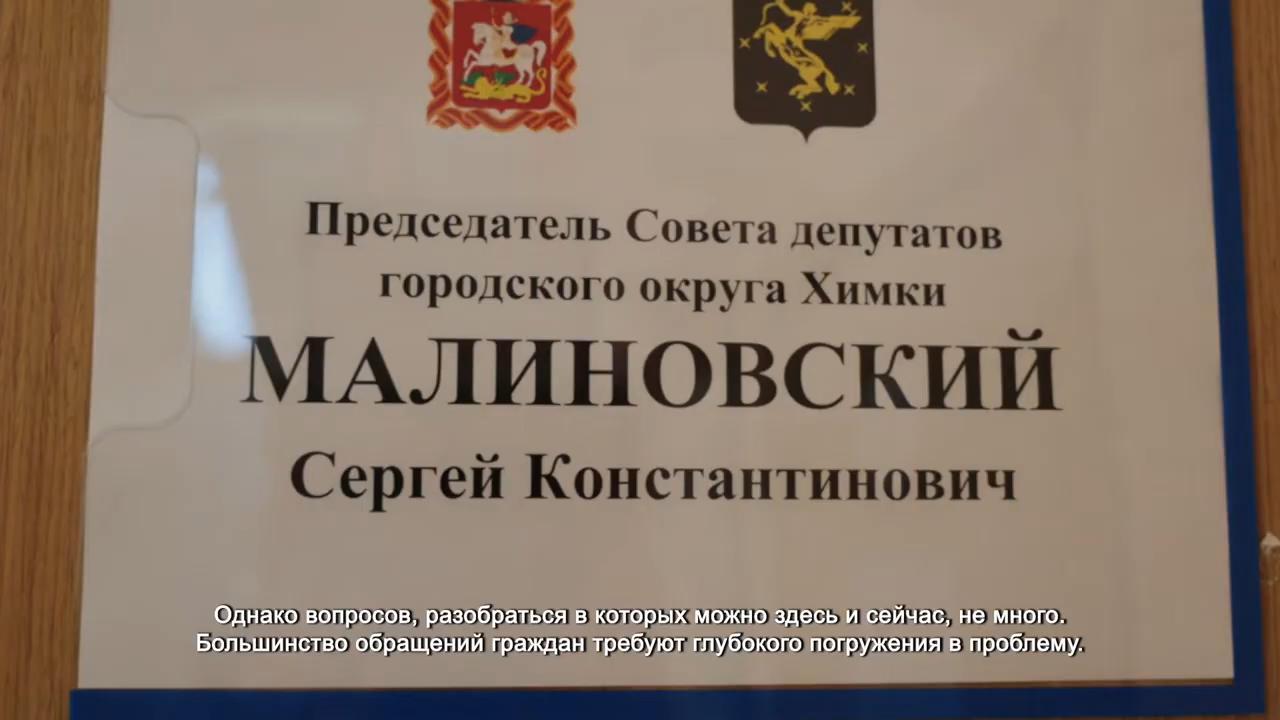 Председатель Совета депутатов
городского округа Химки
МАЛИНОВСКИЙ
Сергей Константинович
Однако вопросов, разобраться в которых можно здесь и сейчас, не много.
Большинство обращений граждан требуют глубокого погружения в проблему.